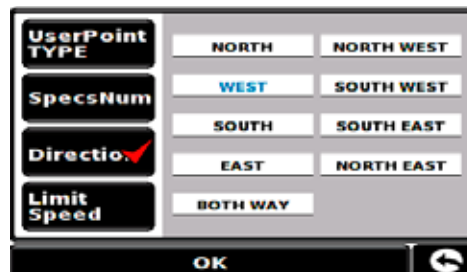 UserPoint
TYPE
SpecsNum
Limit
Speed
NORTH
NORTH WEST
WEST
SOUTH WEST
SOUTH
SOUTH EAST
EAST
NORTH EAST
BOTH WAY
OK